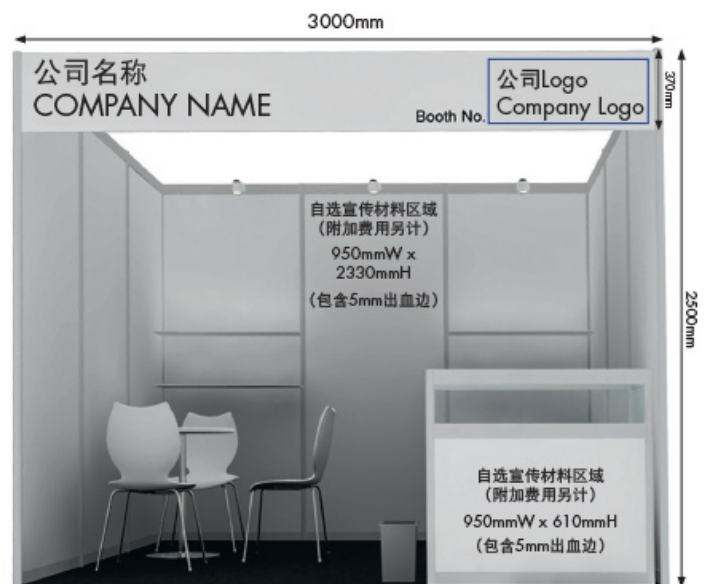 3000mm
公司名称
COMPANY NAME
Booth No.
公司Logo
Company Logo
370mm
2500mm
自选宣传材料区域
（附加费用另计）
950mmW x
2330mmH
（包含5mm出血边）
自选宣传材料区域
（附加费用另计）
950mmW x 610mmH
（包含5mm出血边）